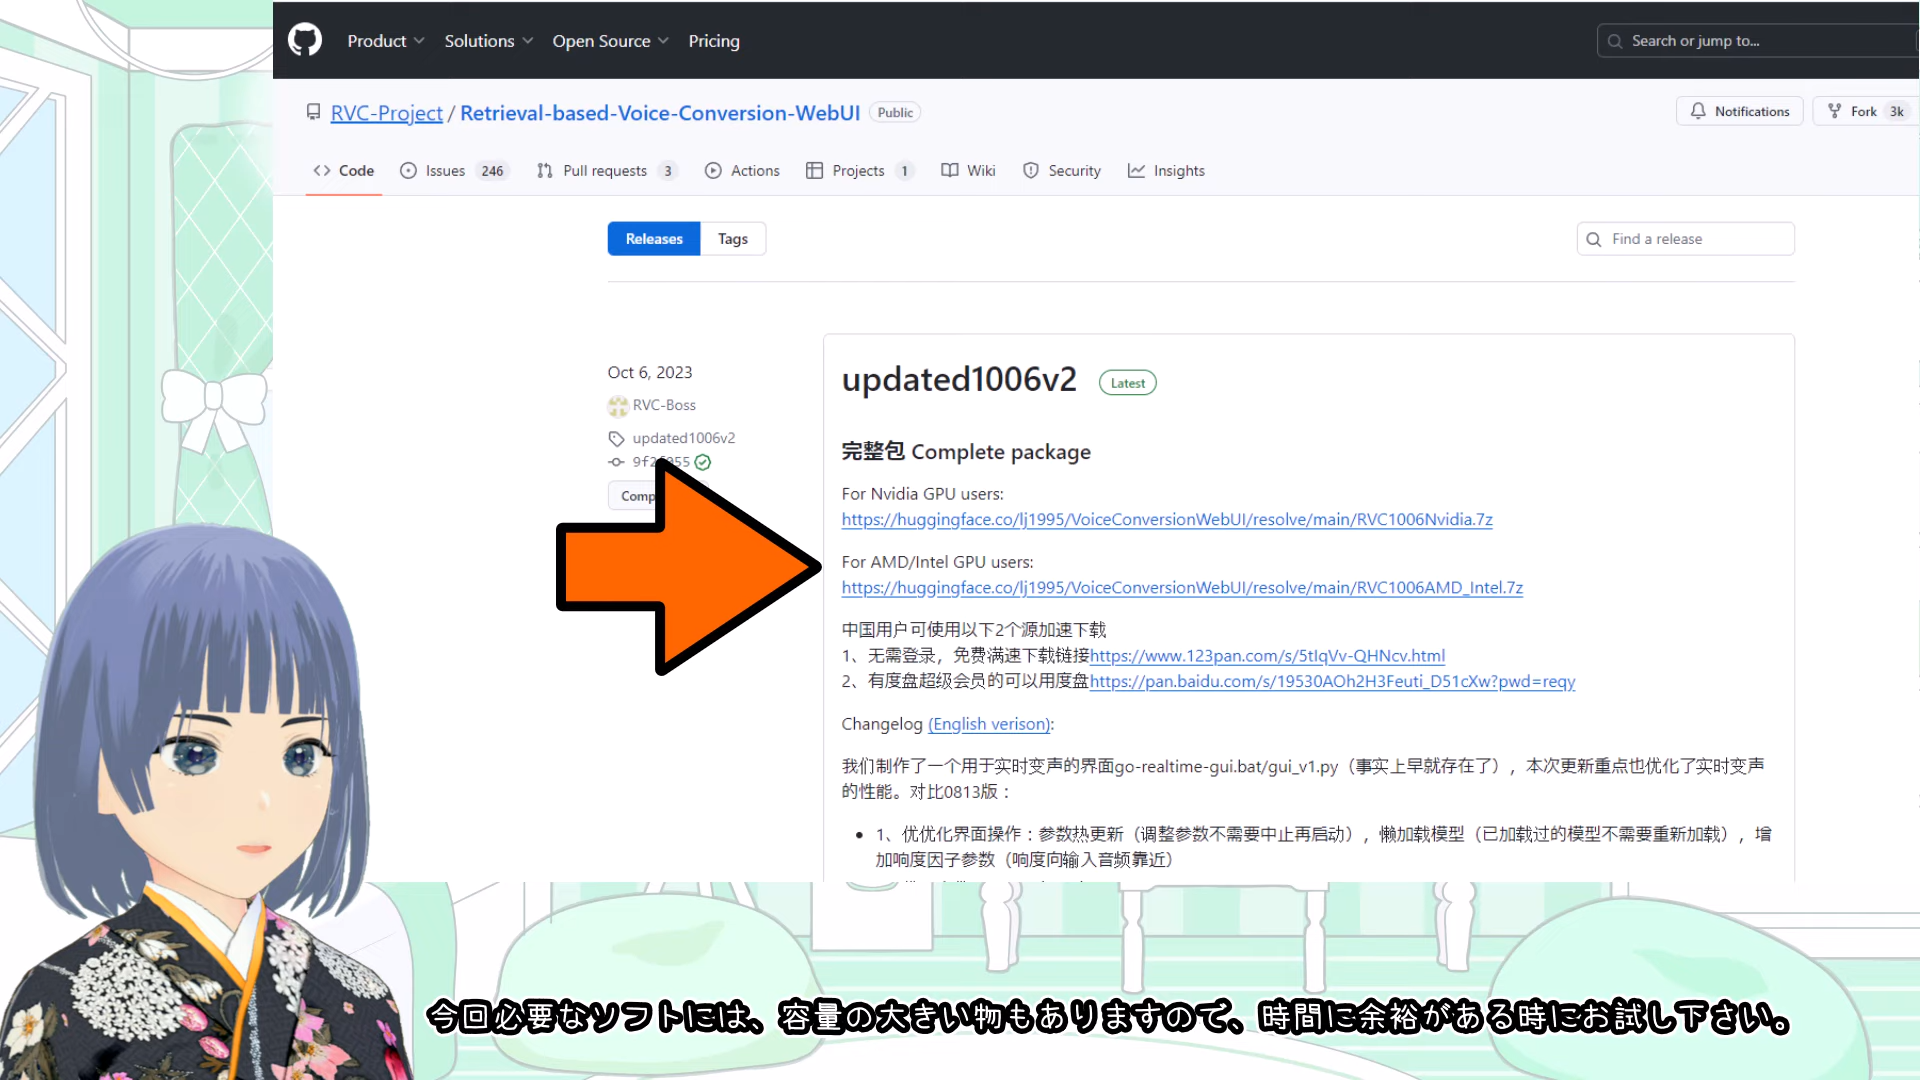 Product Solutions Open Source Pricing Search or jump to...
RVC-Project / Retrieval-based-Voice-Conversion-WebUI Public Notifications Fork 3k
Code Issues 246 Pull requests 3 Actions Projects 1 Wiki Security Insights
Releases Tags Find a release
Oct 6, 2023
RVC-Boss
updated1006v2
updated1006v2 Latest
完整包 Complete package
For Nvidia GPU users:
https://huggingface.co/lj1995/VoiceConversionWebUI/resolve/main/RVC1006Nvidia.7z
For AMD/Intel GPU users:
https://huggingface.co/lj1995/VoiceConversionWebUI/resolve/main/RVC1006AMD_Intel.7z
中国用户可使用以下2个源加速下载
1、无需登录，免费满速下载链接https://www.123pan.com/s/5tIqVv-QHNcv.html
2、有度盘超级会员的可以用度盘https://pan.baidu.com/s/19530AOh2H3Feuti_D51cXw?pwd=reqy
Changelog (English verison):
我们制作了一个用于实时变声的界面go-realtime-gui.bat/gui_v1.py（事实上早就存在了），本次更新重点也优化了实时变声
的性能。对比0813版：
1、优优化界面操作：参数热更新（调整参数不需要中止再启动），懒加载模型（已加载过的模型不需要重新加载），增
加响度因子参数（响度向输入音频靠近）
今回必要なソフトには、容量の大きい物もありますので、時間に余裕がある時にお試し下さい。